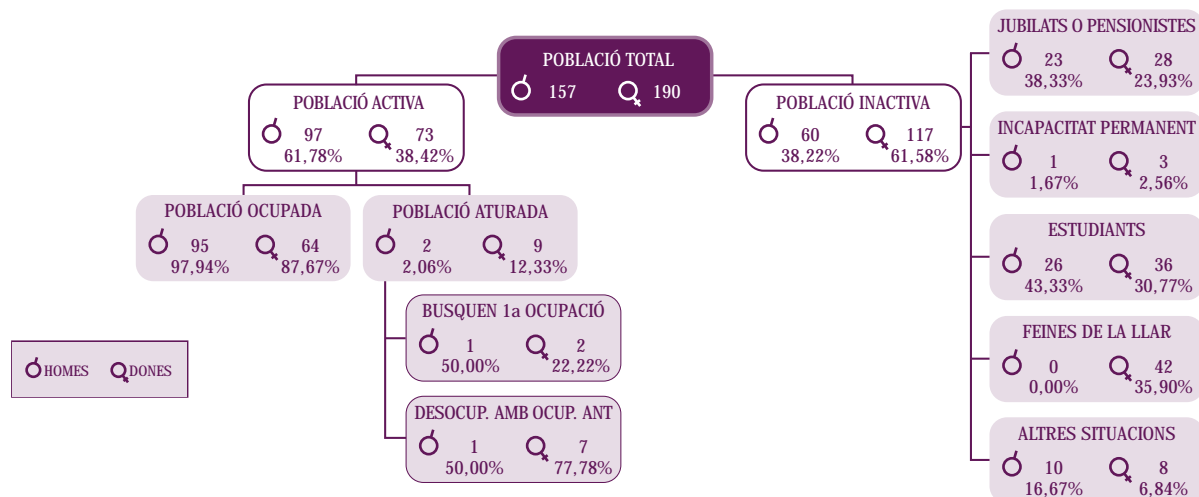 POBLACIÓ TOTAL
157 190
POBLACIÓ ACTIVA
97 73
61,78% 38,42%
POBLACIÓ INACTIVA
60 117
38,22% 61,58%
POBLACIÓ OCUPADA
95 64
97,94% 87,67%
POBLACIÓ ATURADA
2 9
2,06% 12,33%
BUSQUEN 1a OCUPACIÓ
1 2
50,00% 22,22%
DESOCUP. AMB OCUP. ANT
1 7
50,00% 77,78%
HOMES DONES
JUBILATS O PENSIONISTES
23 28
38,33% 23,93%
INCAPACITAT PERMANENT
1 3
1,67% 2,56%
ESTUDIANTS
26 36
43,33% 30,77%
FEINES DE LA LLAR
0 42
0,00% 35,90%
ALTRES SITUACIONS
10 8
16,67% 6,84%